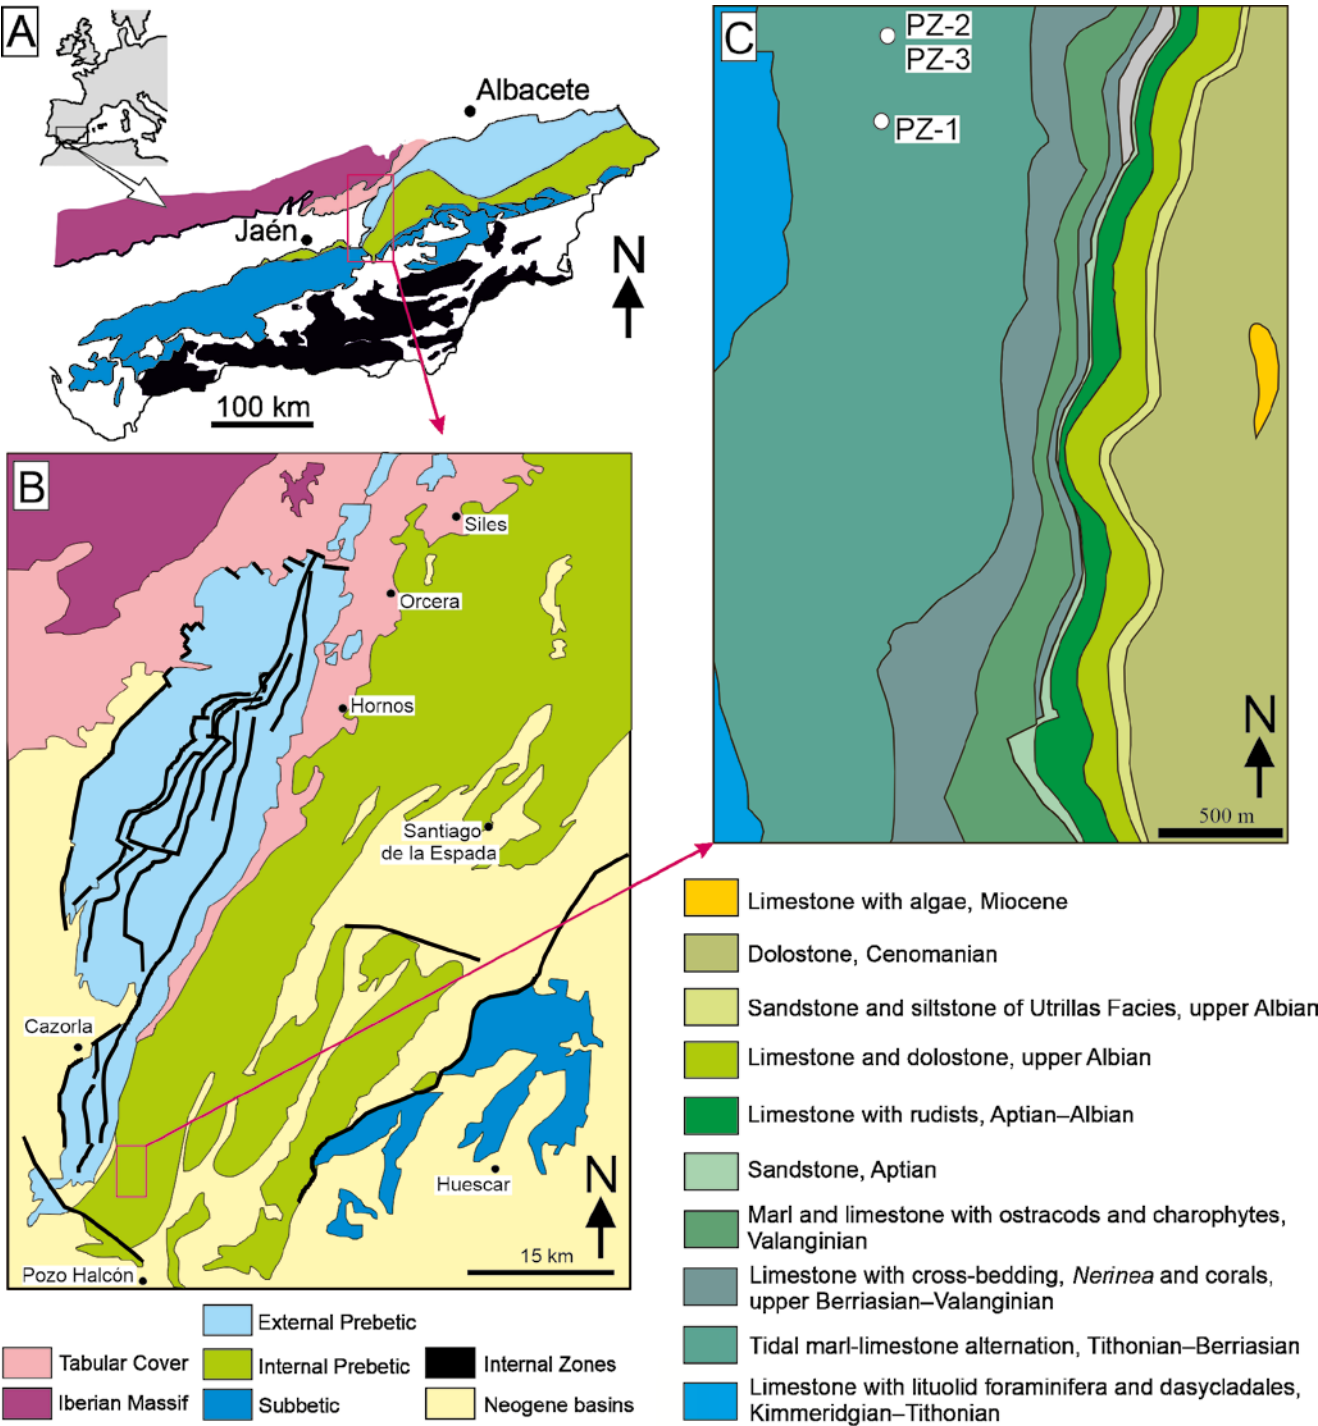 A
Albacete
Jaén
N
100 km
B
Siles
Orcera
Hornos
Santiago
de la Espada
Cazorla
Huescar
N
15 km
Pozo Halcón
External Prebetic
Tabular Cover
Internal Prebetic
Internal Zones
Iberian Massif
Subbetic
Neogene basins
C
PZ-2
PZ-3
PZ-1
N
500 m
Limestone with algae, Miocene
Dolostone, Cenomanian
Sandstone and siltstone of Utrillas Facies, upper Albian
Limestone and dolostone, upper Albian
Limestone with rudists, Aptian–Albian
Sandstone, Aptian
Marl and limestone with ostracods and charophytes,
Valanginian
Limestone with cross-bedding, Nerinea and corals,
upper Berriasian–Valanginian
Tidal marl-limestone alternation, Tithonian–Berriasian
Limestone with lituolid foraminifera and dasycladales,
Kimmeridgian–Tithonian